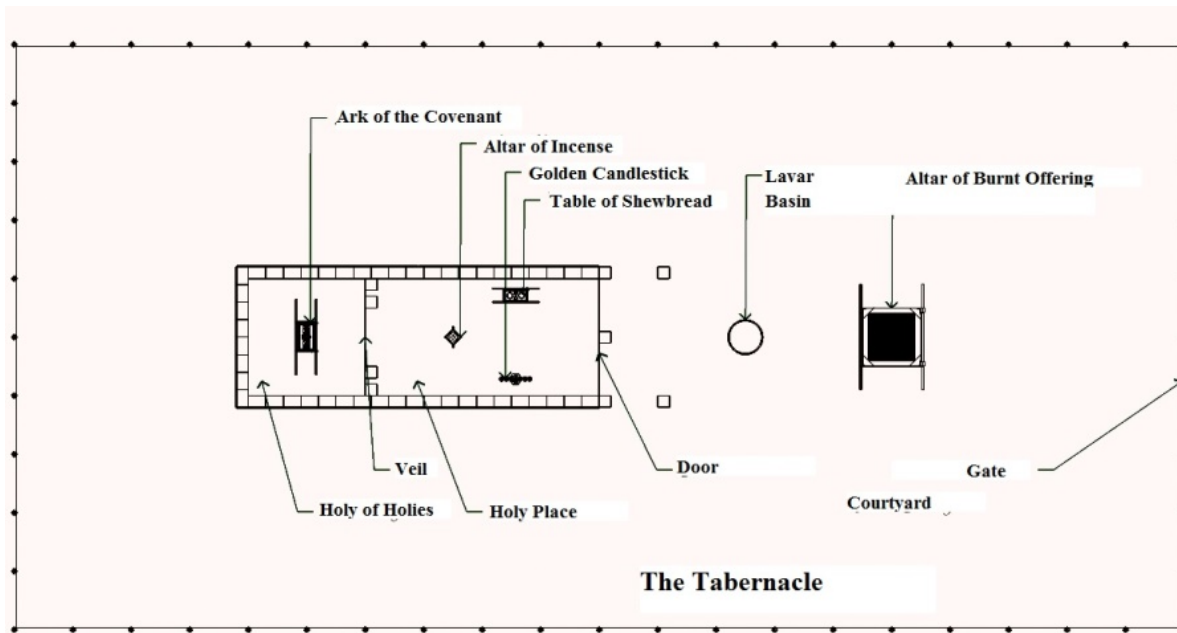 Ark of the Covenant
Altar of Incense
Golden Candlestick
Table of Shewbread
Lavar
Basin
Altar of Burnt Offering
Veil
Door
Gate
Holy of Holies
Holy Place
Courtyard
The Tabernacle